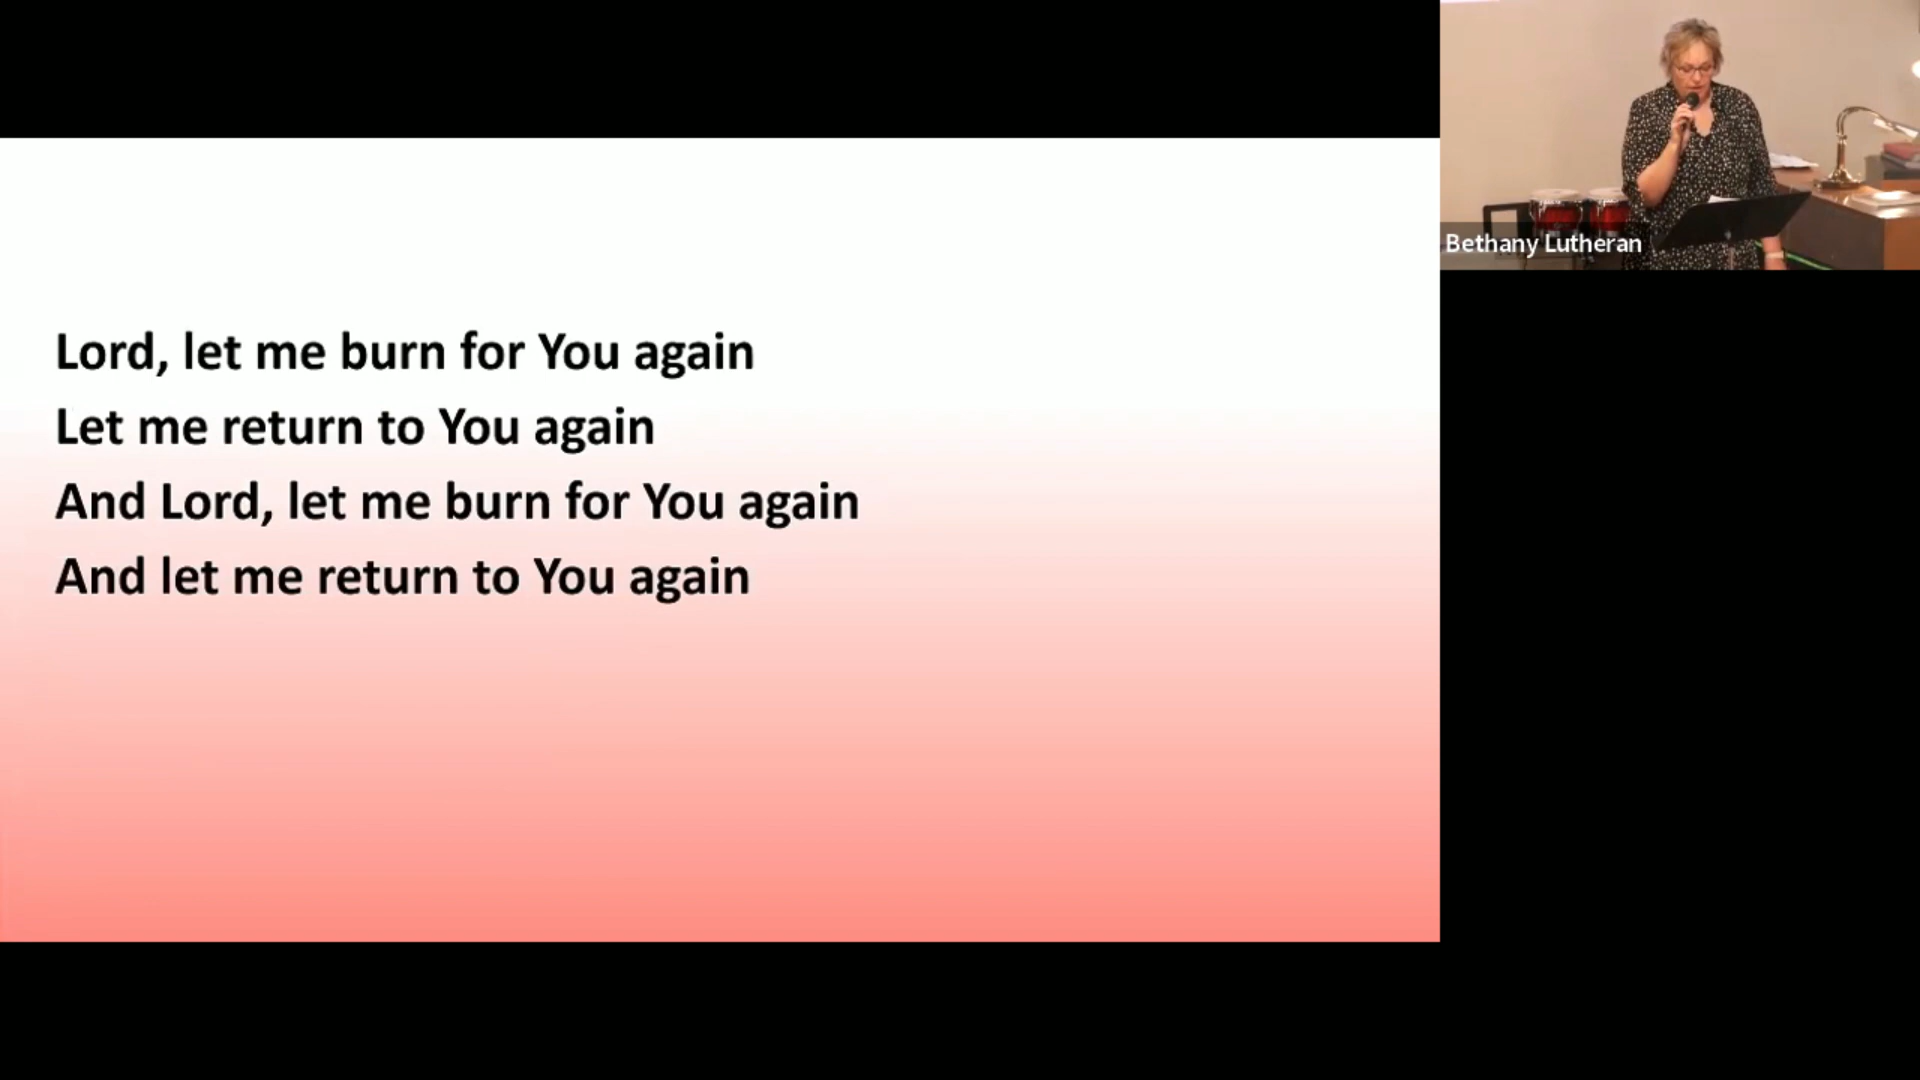 Lord, let me burn for You again
Let me return to You again
And Lord, let me burn for You again
And let me return to You again
Bethany Lutheran